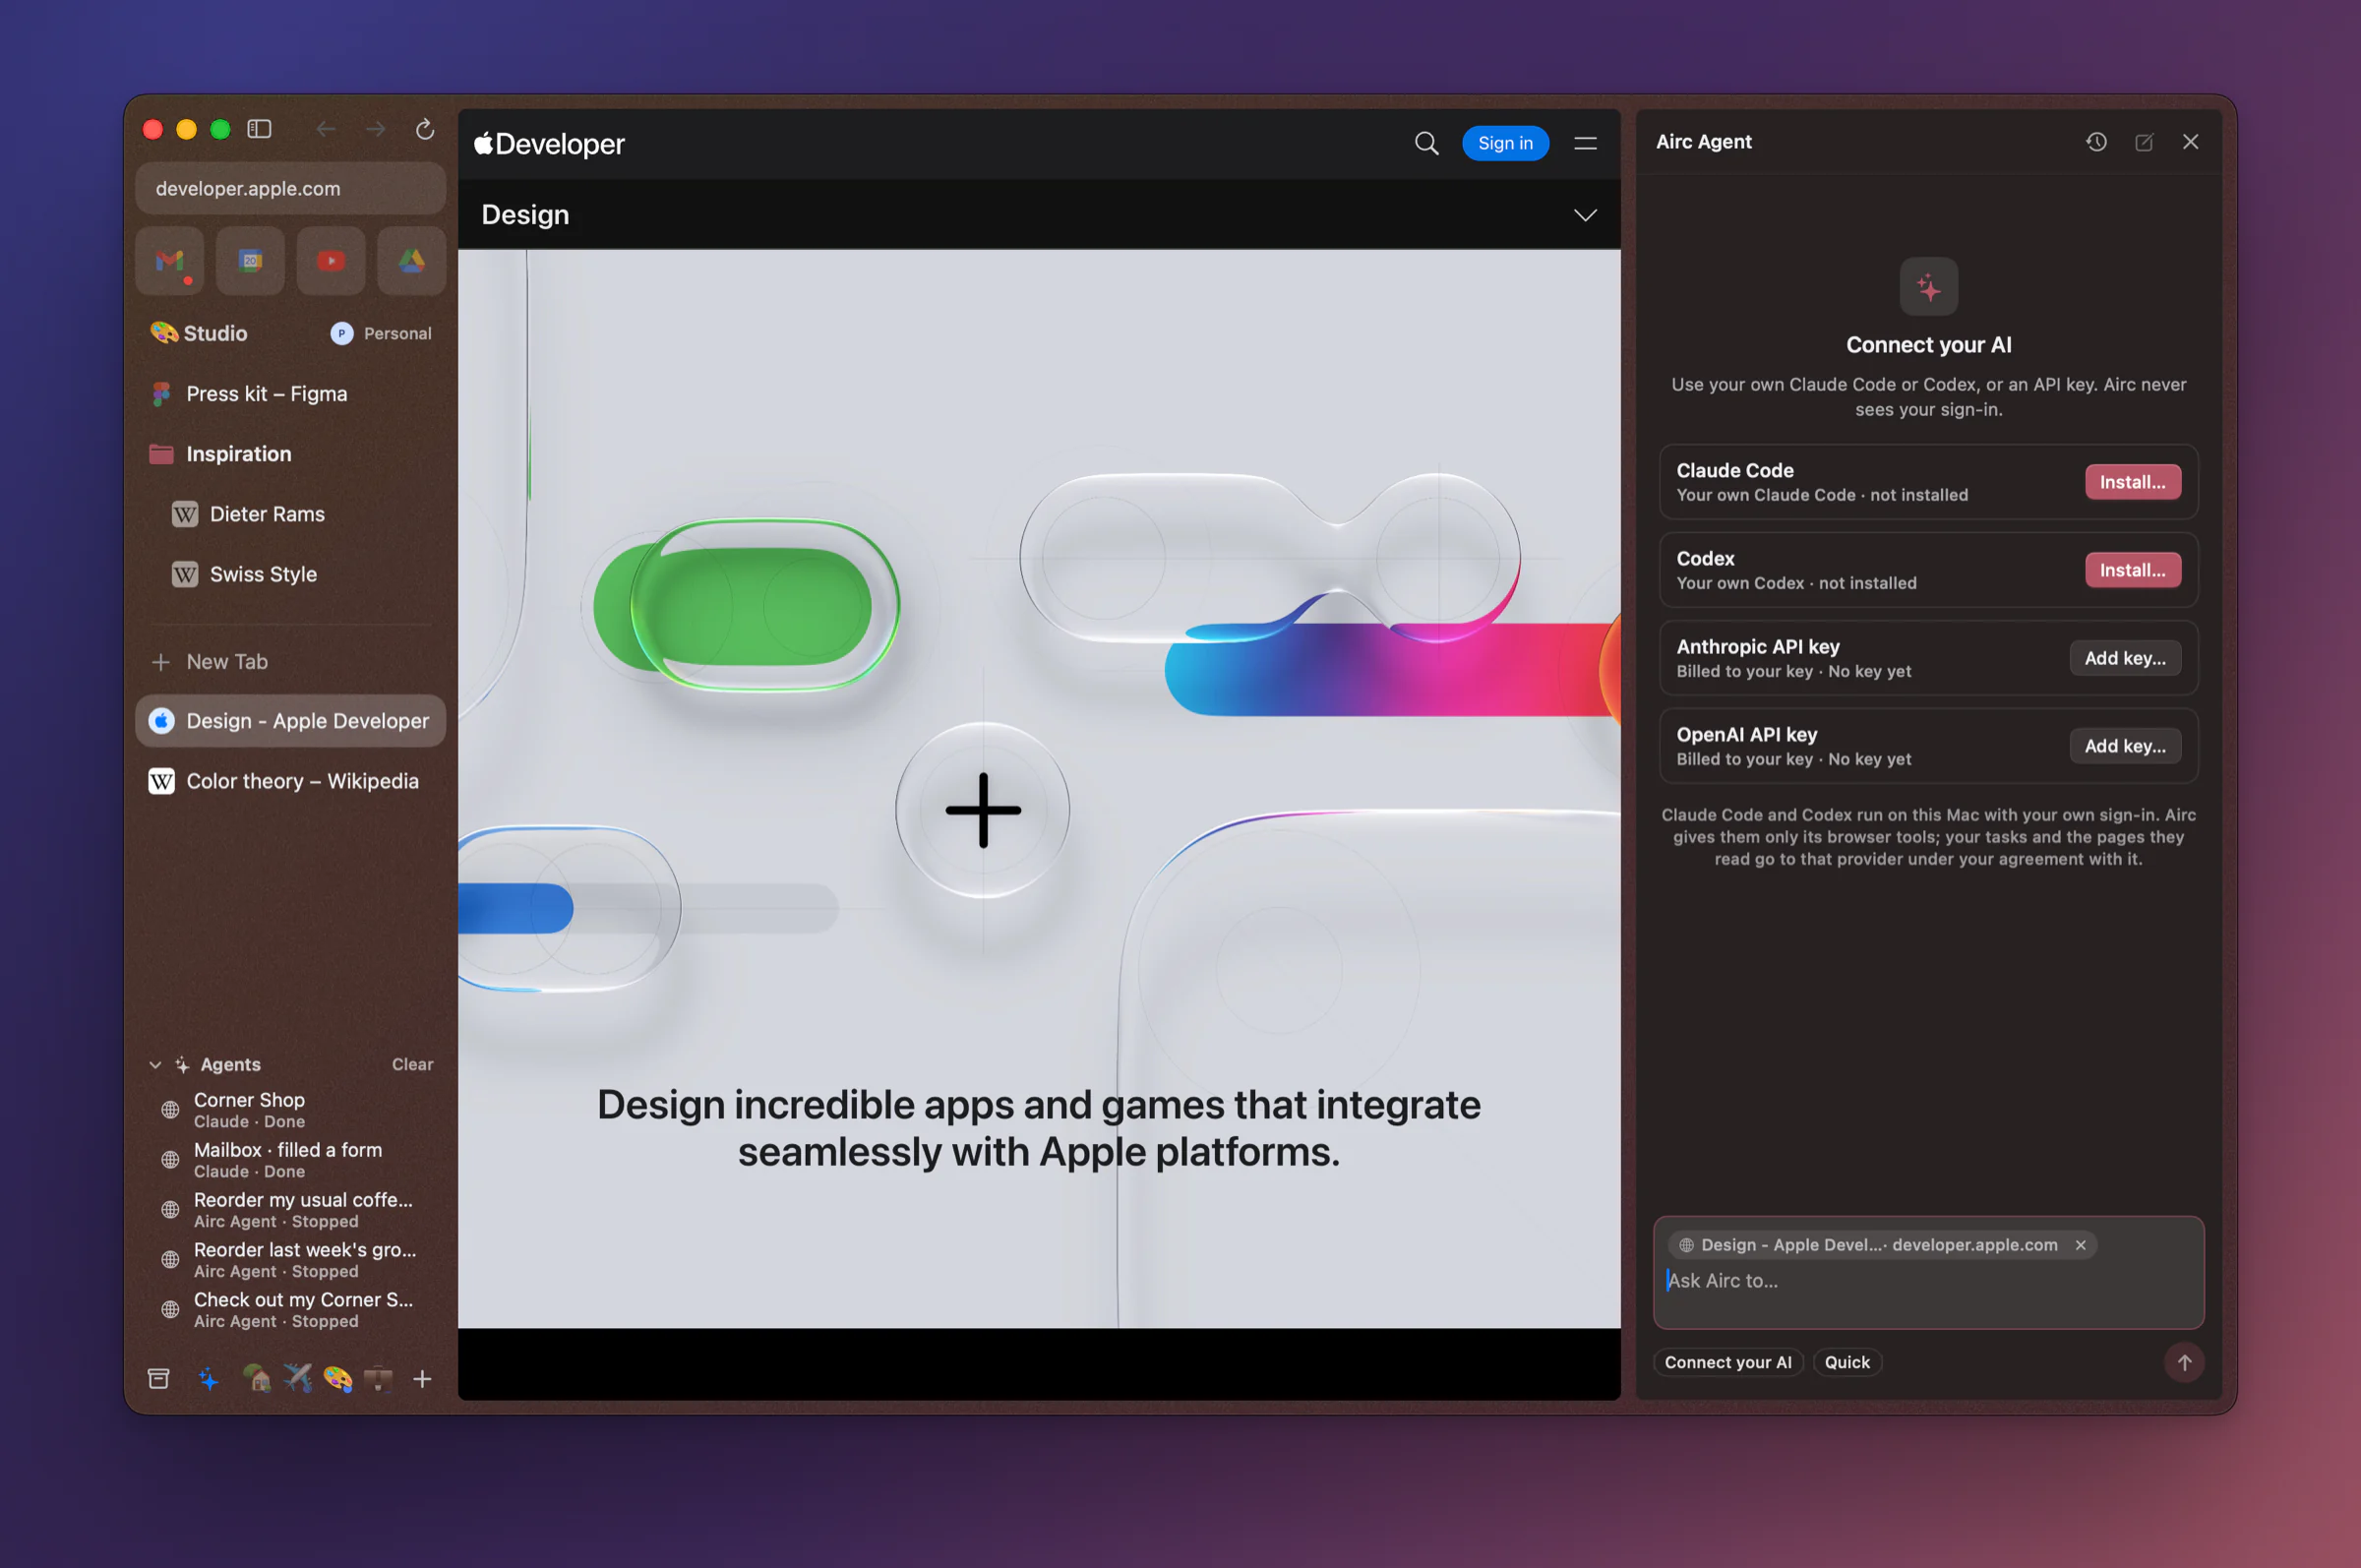 developer.apple.com
20
Studio
P Personal
Press kit – Figma
Inspiration
W Dieter Rams
W Swiss Style
New Tab
Design - Apple Developer
W Color theory – Wikipedia
Agents Clear
Corner Shop
Claude · Done
Mailbox · filled a form
Claude · Done
Reorder my usual coffe...
Airc Agent · Stopped
Reorder last week's gro...
Airc Agent · Stopped
Check out my Corner S...
Airc Agent · Stopped
Developer
Sign in
Design
Design incredible apps and games that integrate
seamlessly with Apple platforms.
Airc Agent
Connect your AI
Use your own Claude Code or Codex, or an API key. Airc never
sees your sign-in.
Claude Code
Your own Claude Code · not installed
Install...
Codex
Your own Codex · not installed
Install...
Anthropic API key
Billed to your key · No key yet
Add key...
OpenAI API key
Billed to your key · No key yet
Add key...
Claude Code and Codex run on this Mac with your own sign-in. Airc
gives them only its browser tools; your tasks and the pages they
read go to that provider under your agreement with it.
Design - Apple Devel...· developer.apple.com
Ask Airc to...
Connect your AI Quick